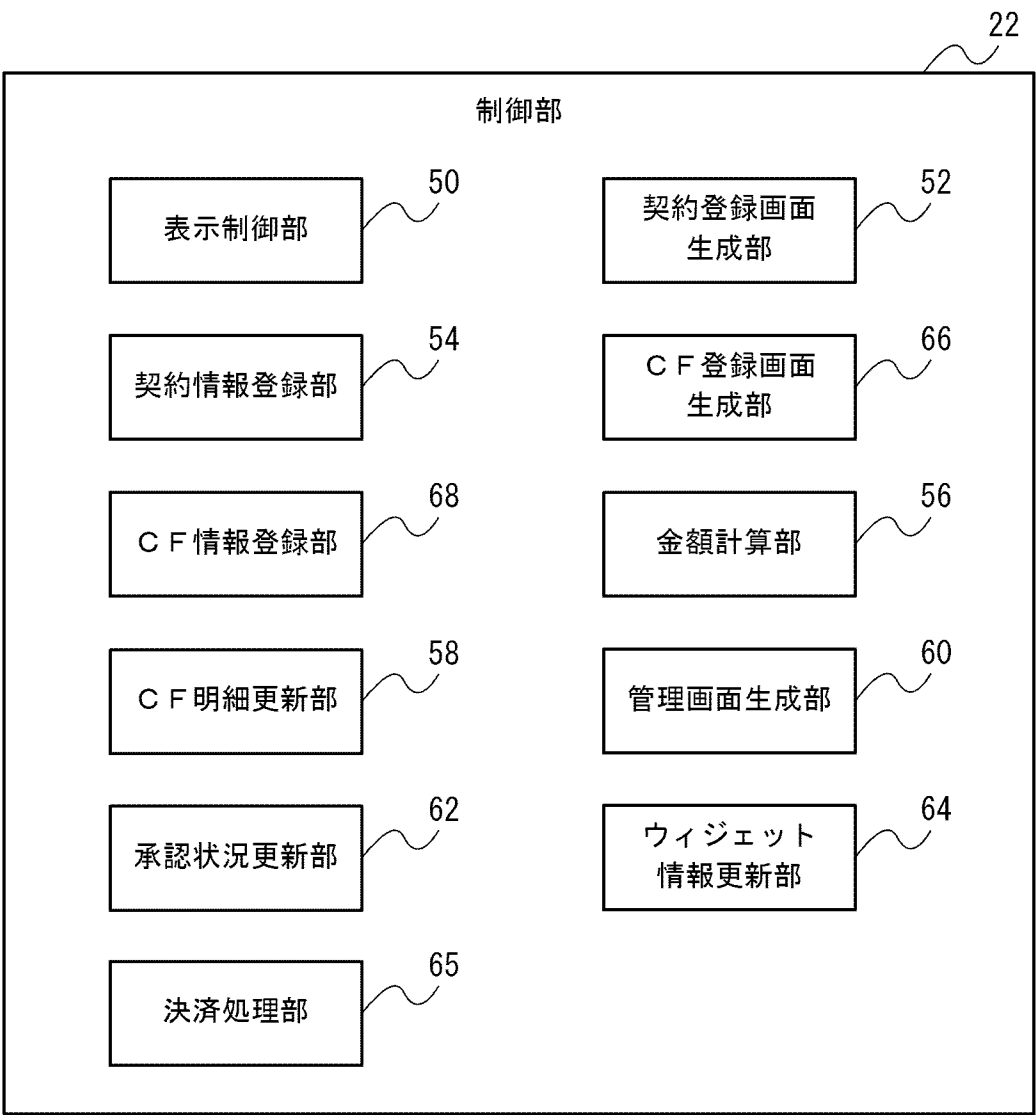 22
制御部
表示制御部
50
契約登録画面
生成部
52
契約情報登録部
54
ＣＦ登録画面
生成部
66
ＣＦ情報登録部
68
金額計算部
56
ＣＦ明細更新部
58
管理画面生成部
60
承認状況更新部
62
ウィジェット
情報更新部
64
決済処理部
65